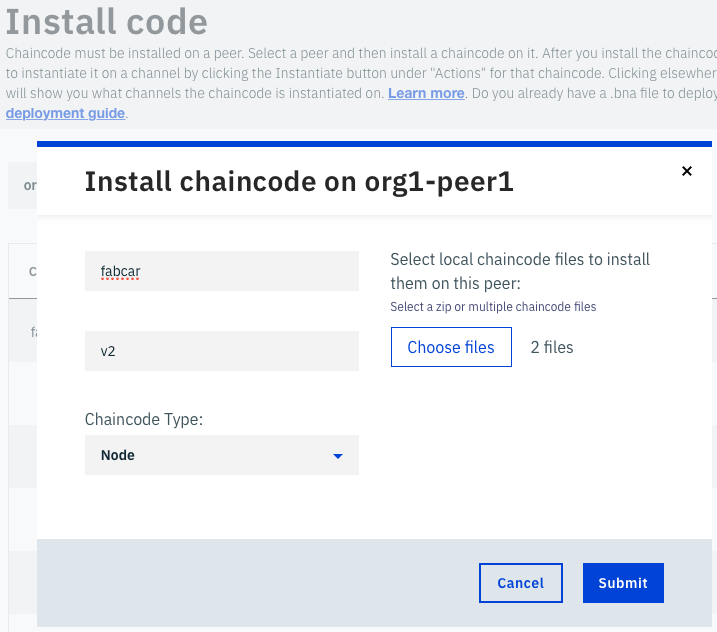 Install code
Chaincode must be installed on a peer. Select a peer and then install a chaincode on it. After you install the
to instantiate it on a channel by clicking the Instantiate button under "Actions" for that chaincode. Clicking
will show you what channels the chaincode is instantiated on. Learn more. Do you already have a .bna file to deploy
deployment guide.
Install chaincode on org1-peer1
×
fabcar
Select local chaincode files to install
them on this peer:
Select a zip or multiple chaincode files
v2
Choose files
2 files
Chaincode Type:
Node
Cancel
Submit